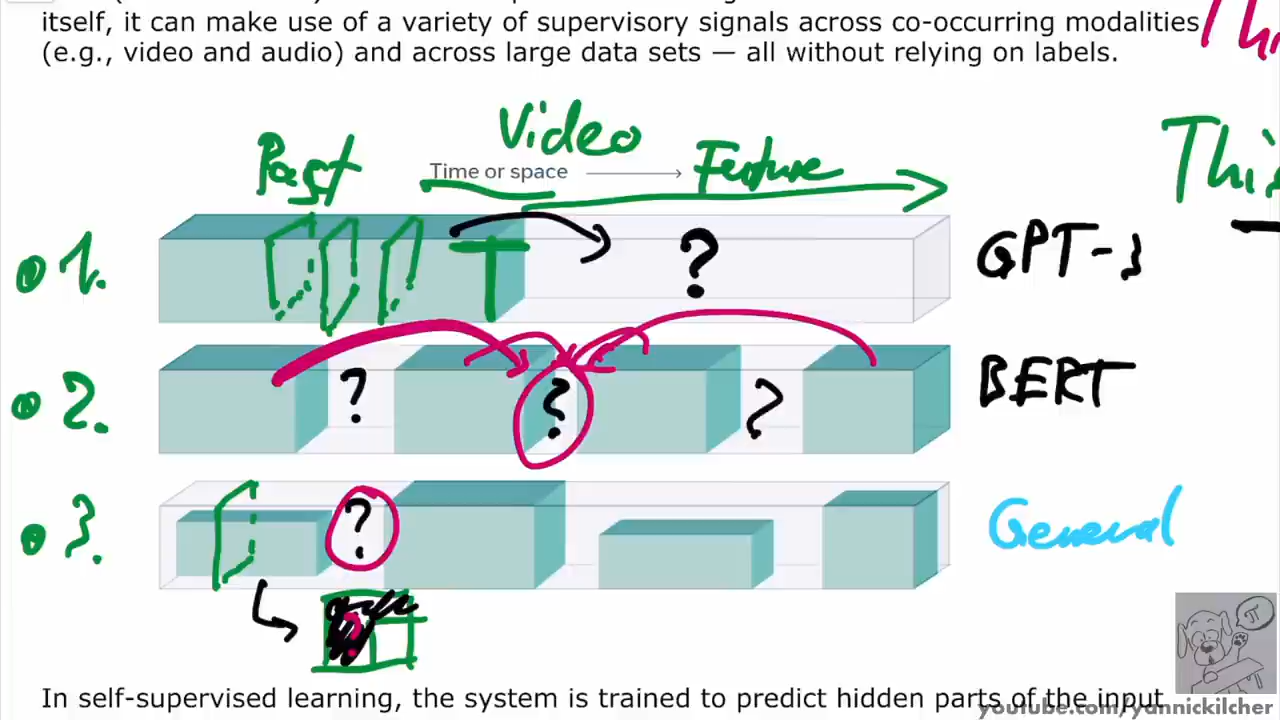 itself, it can make use of a variety of supervisory signals across co-occurring modalities
(e.g., video and audio) and across large data sets — all without relying on labels.
Video
Past
Time or space
Future
Thi
1.
T
?
GPT-3
2.
?
?
?
BERT
3.
?
General
?
π
In self-supervised learning, the system is trained to predict hidden parts of the input
youtube.com/yannickilcher